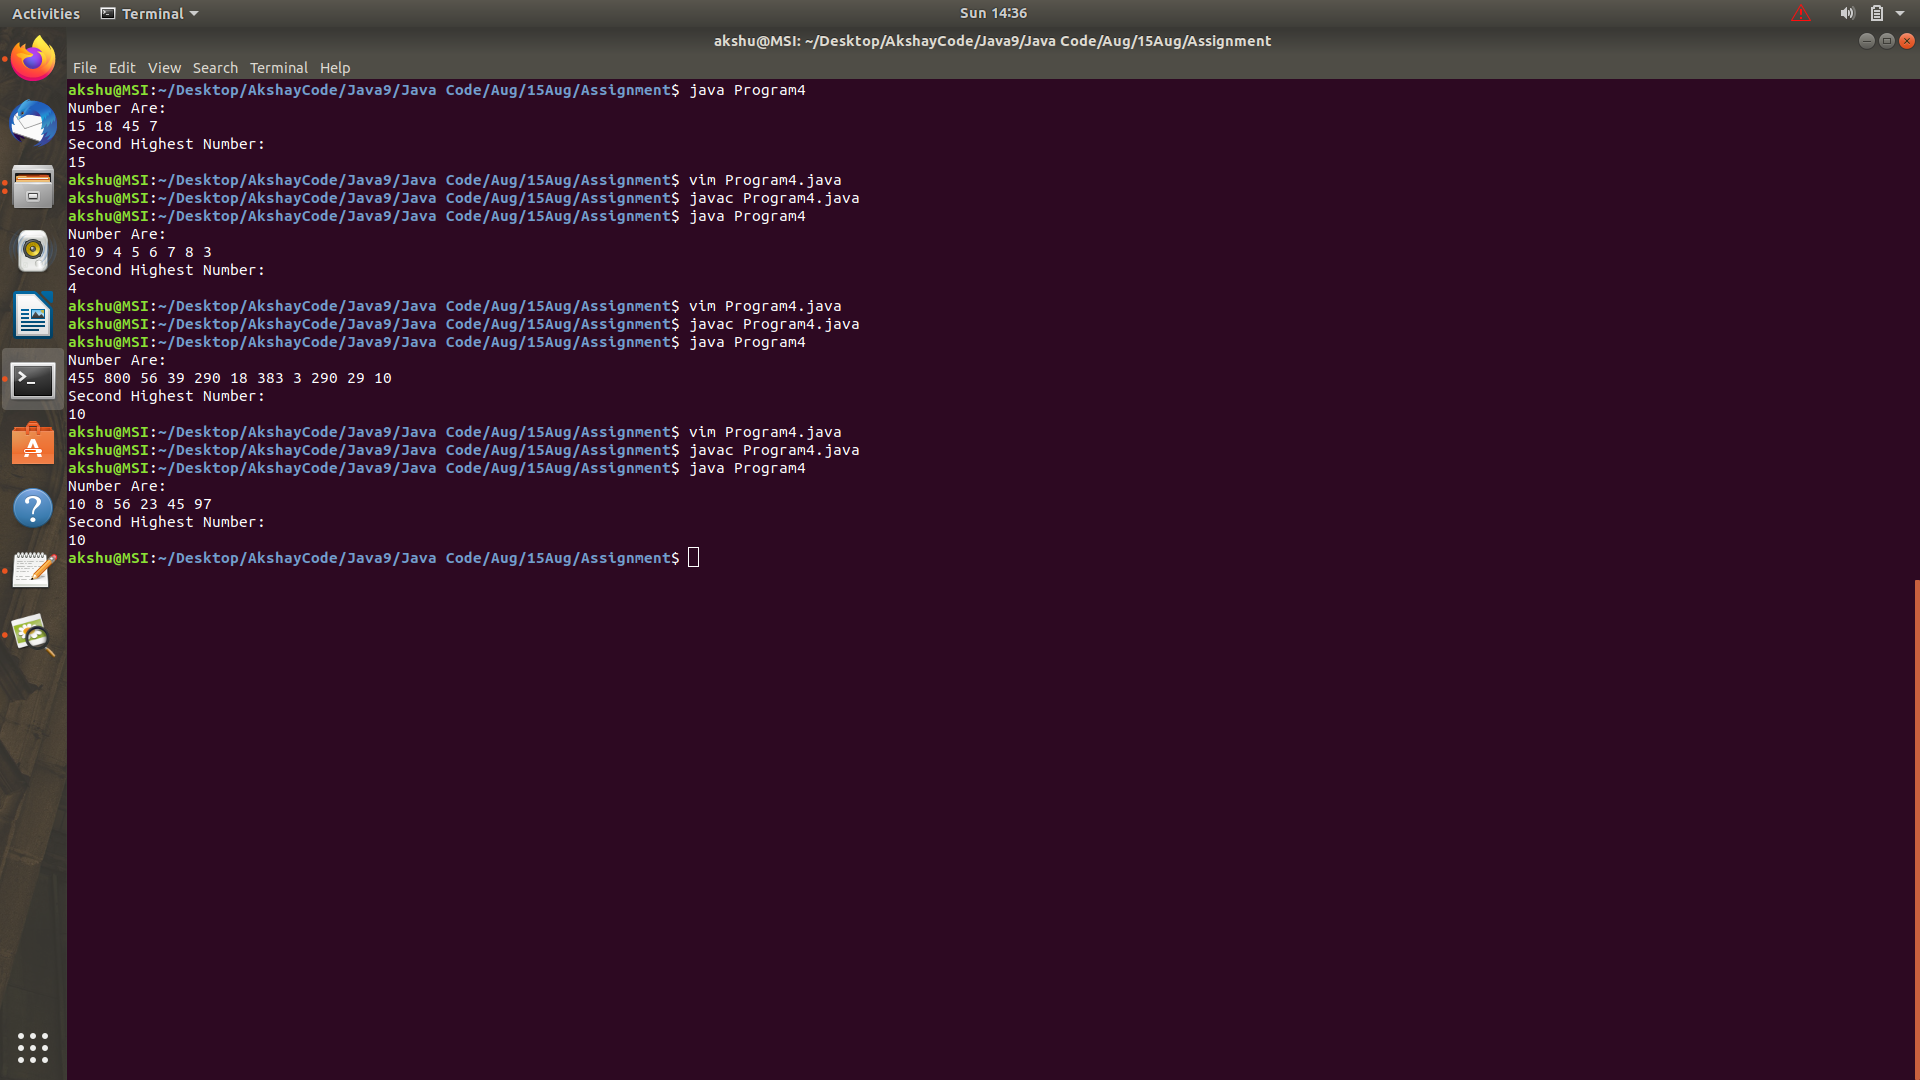 Activities Terminal Sun 14:36
akshu@MSI: ~/Desktop/AkshayCode/Java9/Java Code/Aug/15Aug/Assignment
File Edit View Search Terminal Help
akshu@MSI:~/Desktop/AkshayCode/Java9/Java Code/Aug/15Aug/Assignment$ java Program4
Number Are:
15 18 45 7
Second Highest Number:
15
akshu@MSI:~/Desktop/AkshayCode/Java9/Java Code/Aug/15Aug/Assignment$ vim Program4.java
akshu@MSI:~/Desktop/AkshayCode/Java9/Java Code/Aug/15Aug/Assignment$ javac Program4.java
akshu@MSI:~/Desktop/AkshayCode/Java9/Java Code/Aug/15Aug/Assignment$ java Program4
Number Are:
10 9 4 5 6 7 8 3
Second Highest Number:
4
akshu@MSI:~/Desktop/AkshayCode/Java9/Java Code/Aug/15Aug/Assignment$ vim Program4.java
akshu@MSI:~/Desktop/AkshayCode/Java9/Java Code/Aug/15Aug/Assignment$ javac Program4.java
akshu@MSI:~/Desktop/AkshayCode/Java9/Java Code/Aug/15Aug/Assignment$ java Program4
Number Are:
455 800 56 39 290 18 383 3 290 29 10
Second Highest Number:
10
akshu@MSI:~/Desktop/AkshayCode/Java9/Java Code/Aug/15Aug/Assignment$ vim Program4.java
akshu@MSI:~/Desktop/AkshayCode/Java9/Java Code/Aug/15Aug/Assignment$ javac Program4.java
akshu@MSI:~/Desktop/AkshayCode/Java9/Java Code/Aug/15Aug/Assignment$ java Program4
Number Are:
10 8 56 23 45 97
Second Highest Number:
10
akshu@MSI:~/Desktop/AkshayCode/Java9/Java Code/Aug/15Aug/Assignment$